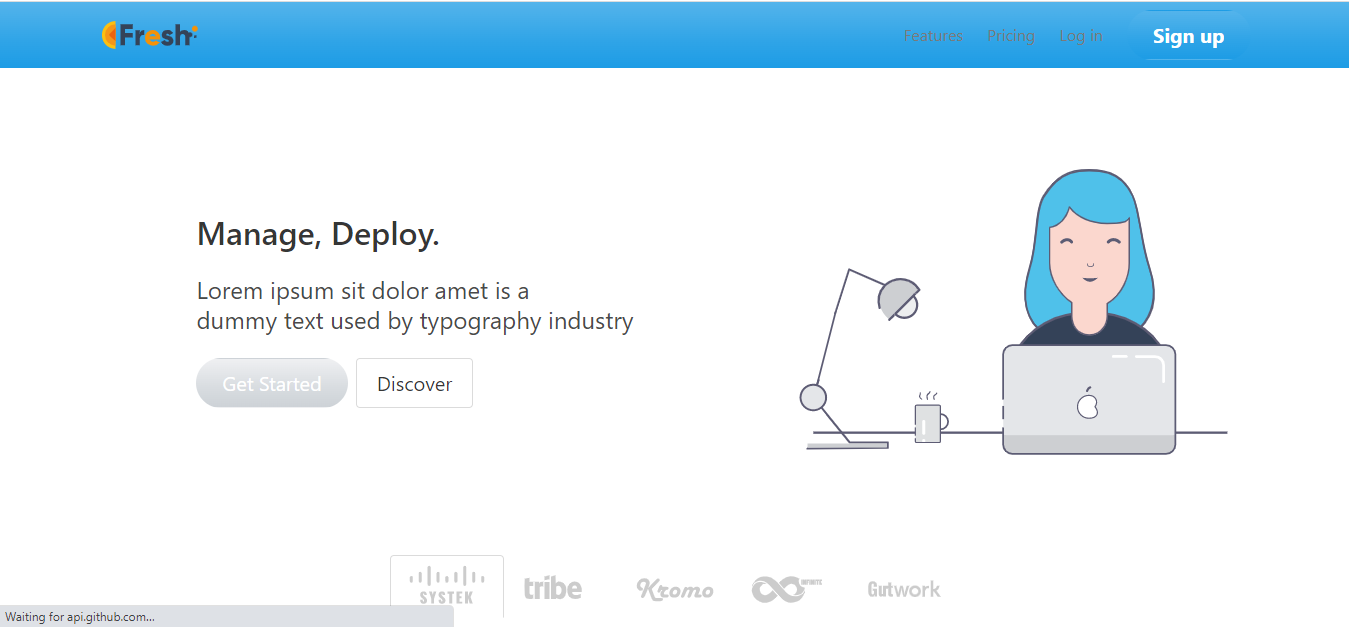 Fresh
Features Pricing Log in Sign up
Manage, Deploy.
Lorem ipsum sit dolor amet is a
dummy text used by typography industry
Get Started Discover
SYSTEK tribe Kromo INFINITE Gutwork
Waiting for api.github.com...